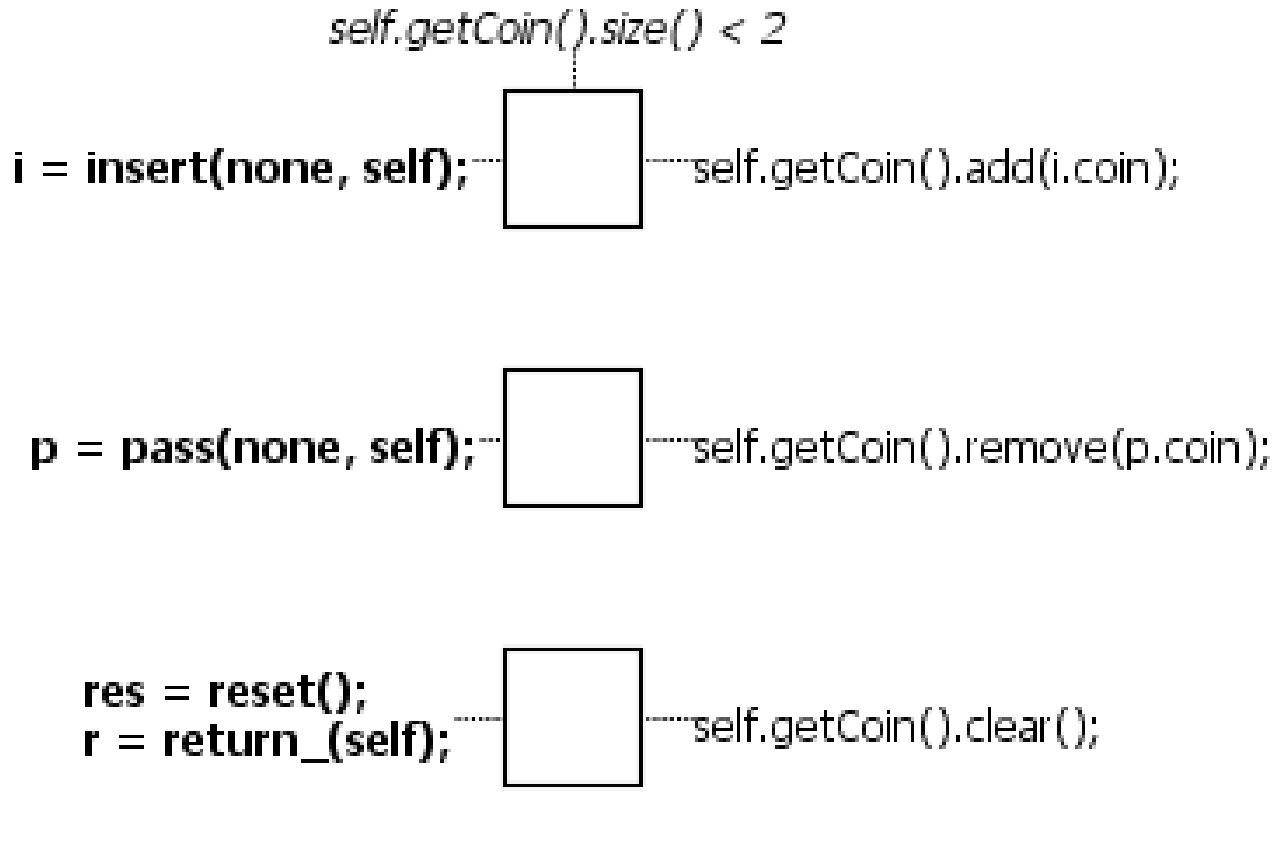 self.getCoin().size() < 2
i = insert(none, self);
self.getCoin().add(i.coin);
p = pass(none, self);
self.getCoin().remove(p.coin);
res = reset();
r = return_(self);
self.getCoin().clear();